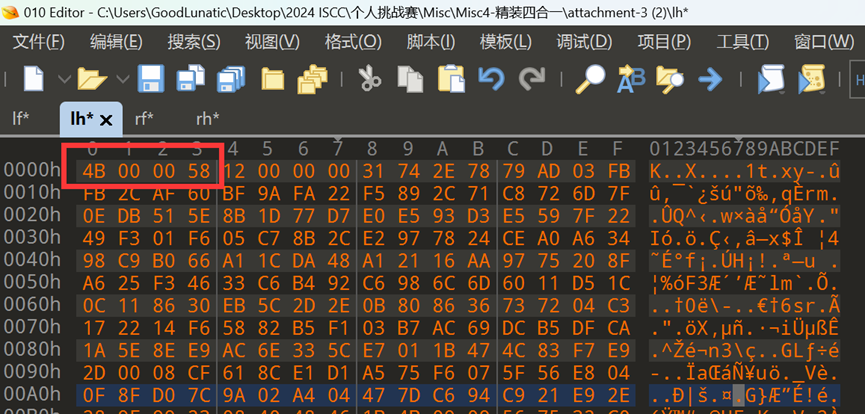 010 Editor - C:\Users\GoodLunatic\Desktop\2024 ISCC\个人挑战赛\Misc\Misc4-精装四合一\attachment-3 (2)\lh*
文件(F) 编辑(E) 搜索(S) 视图(V) 格式(O) 脚本(I) 模板(L) 调试(D) 项目(P) 工具(T) 窗口(W)
lf* lh* × rf* rh*
0 1 2 3 4 5 6 7 8 9 A B C D E F 0123456789ABCDEF
0000h 4B 00 00 58 12 00 00 00 31 74 2E 78 79 AD 03 FB K..X....1t.xy-.û
0010h FB 2C AF 60 BF 9A FA 22 F5 89 2C 71 C8 72 6D 7F û,¯`¿šú"õ‰,qÈrm.
0020h 0E DB 51 5E 8B 1D 77 D7 E0 E5 93 D3 E5 59 7F 22 .ÛQ^‹.w×àå“ÓåY."
0030h 49 F3 01 F6 05 C7 8B 2C E2 97 78 24 CE A0 A6 34 Ió.ö.Ç‹,â—x$Î ¦4
0040h 98 C9 B0 66 A1 1C DA 48 A1 21 16 AA 97 75 20 8F ˜É°f¡.ÚH¡!.ª—u .
0050h A6 25 F3 46 33 C6 B4 92 C6 98 6C 6D 60 11 D5 1C ¦%óF3Æ´’Æ˜lm`.Õ.
0060h 0C 11 86 30 EB 5C 2D 2E 0B 80 86 36 73 72 04 C3 ..†0ë\-..€†6sr.Ã
0070h 17 22 14 F6 58 82 B5 F1 03 B7 AC 69 DC B5 DF CA .".öX‚µñ.·¬iÜµßÊ
0080h 1A 5E 8E E9 AC 6E 33 5C E7 01 1B 47 4C 83 F7 E9 .^Žé¬n3\ç..GLƒ÷é
0090h 2D 00 08 CF 61 8C E1 D1 A5 75 F6 07 5F 56 E8 04 -..ÏaŒáÑ¥uö._Vè.
00A0h 0F 8F D0 7C 9A 02 A4 04 47 7D C6 94 C9 21 E9 2E ..Ð|š.¤.G}Æ”É!é.